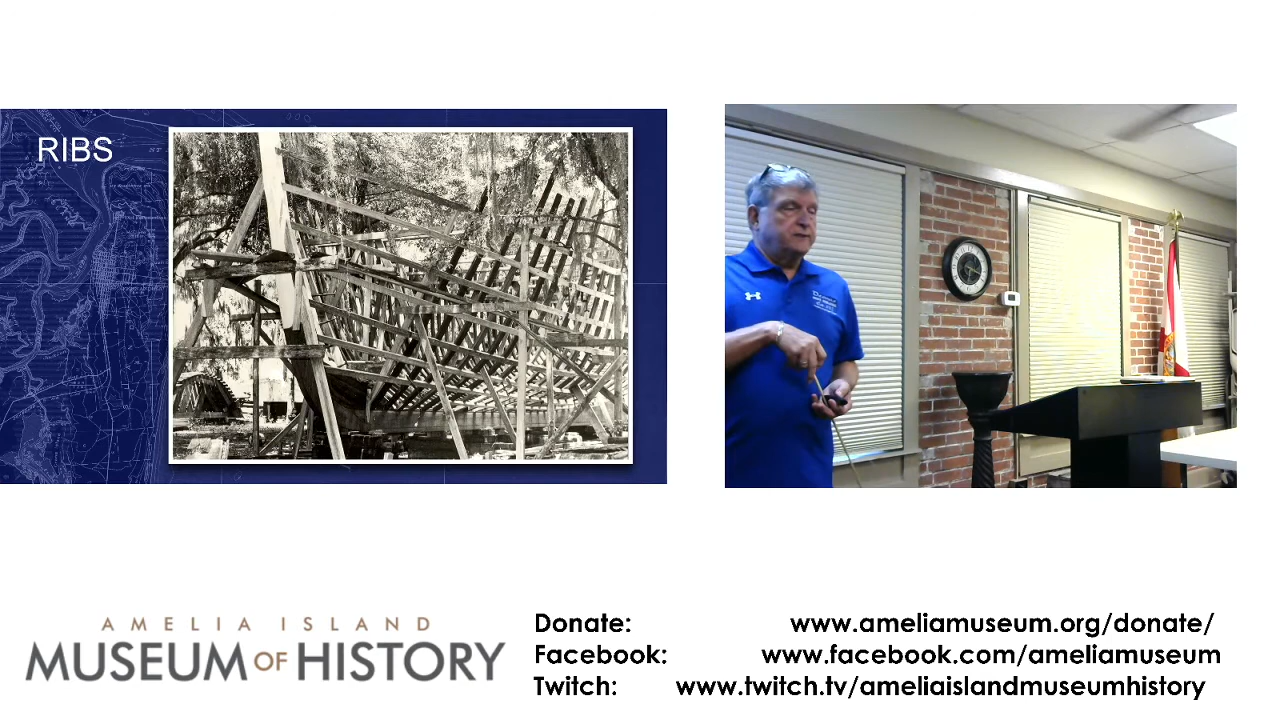 RIBS
AMELIA ISLAND
MUSEUM OF HISTORY
Donate: www.ameliamuseum.org/donate/
Facebook: www.facebook.com/ameliamuseum
Twitch: www.twitch.tv/ameliaislandmuseumhistory